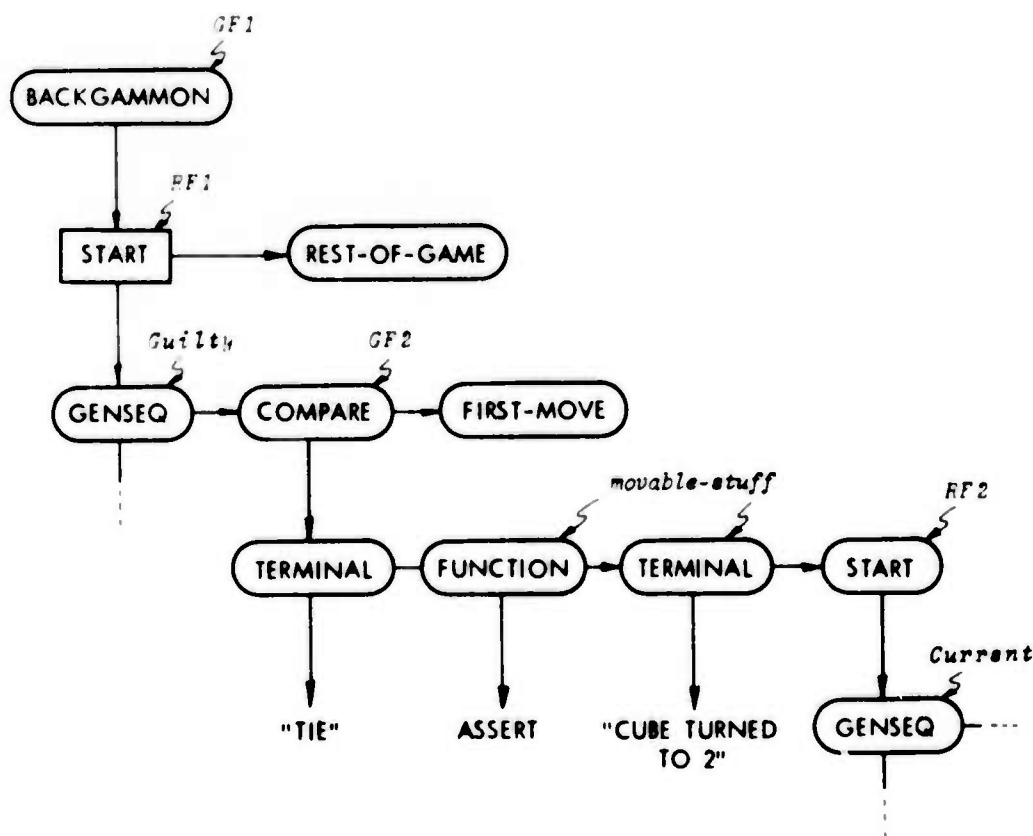 GF1
BACKGAMMON
RF1
START
REST-OF-GAME
Guilty
GF2
GENSEQ
COMPARE
FIRST-MOVE
movable-stuff
RF2
TERMINAL
FUNCTION
TERMINAL
START
Current
"TIE"
ASSERT
"CUBE TURNED
TO 2"
GENSEQ